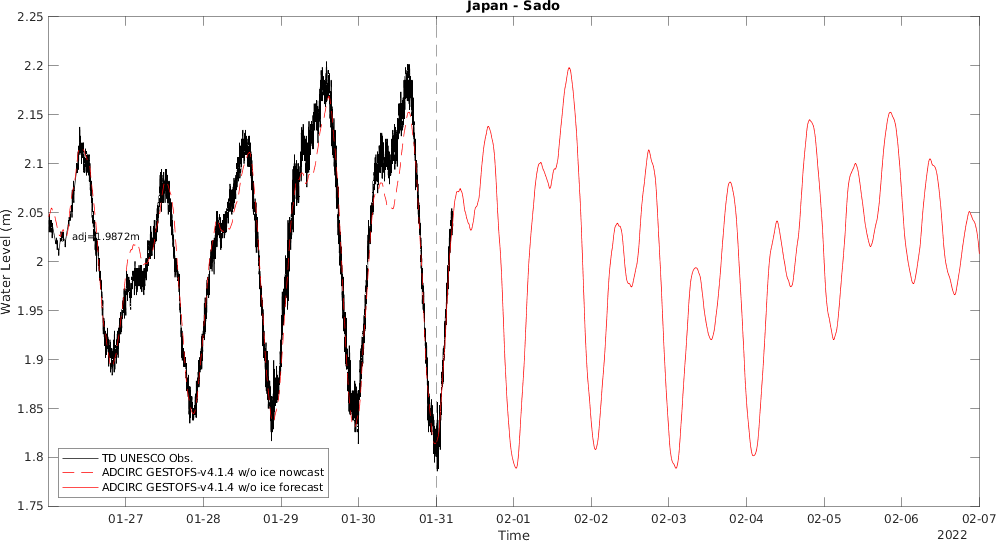 Japan - Sado
2.25
2.2
2.15
2.1
2.05
2
1.95
1.9
1.85
1.8
1.75
Water Level (m)
adj=1.9872m
TD UNESCO Obs.
ADCIRC GESTOFS-v4.1.4 w/o ice nowcast
ADCIRC GESTOFS-v4.1.4 w/o ice forecast
01-27 01-28 01-29 01-30 01-31 02-01 02-02 02-03 02-04 02-05 02-06 02-07
Time
2022